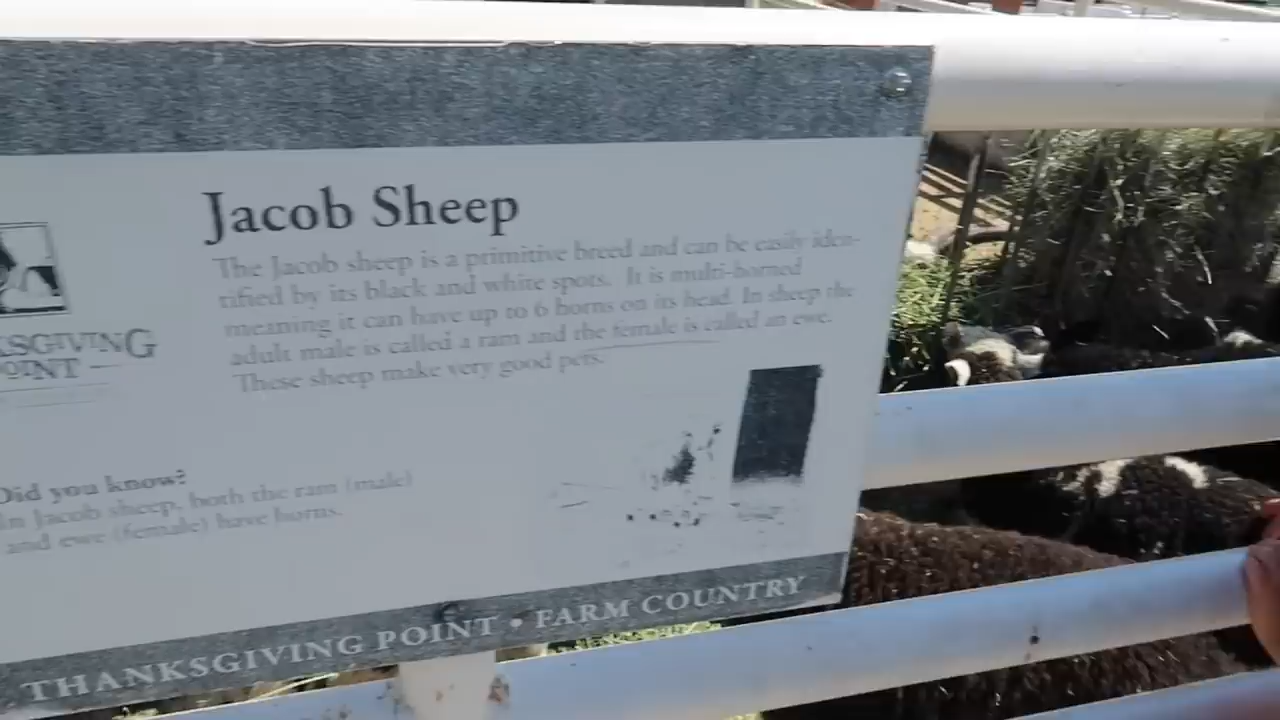 Jacob Sheep
The Jacob sheep is a primitive breed and can be easily iden-
tified by its black and white spots. It is multi-horned
meaning it can have up to 6 horns on its head. In sheep the
adult male is called a ram and the female is called an ewe.
These sheep make very good pets.
KSGIVING
POINT
Did you know?
In Jacob sheep, both the ram (male)
and ewe (female) have horns.
THANKSGIVING POINT • FARM COUNTRY